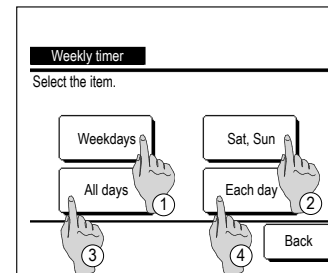 Weekly timer
Select the item.
Weekdays Sat, Sun
1 2
All days Each day
3 4
Back